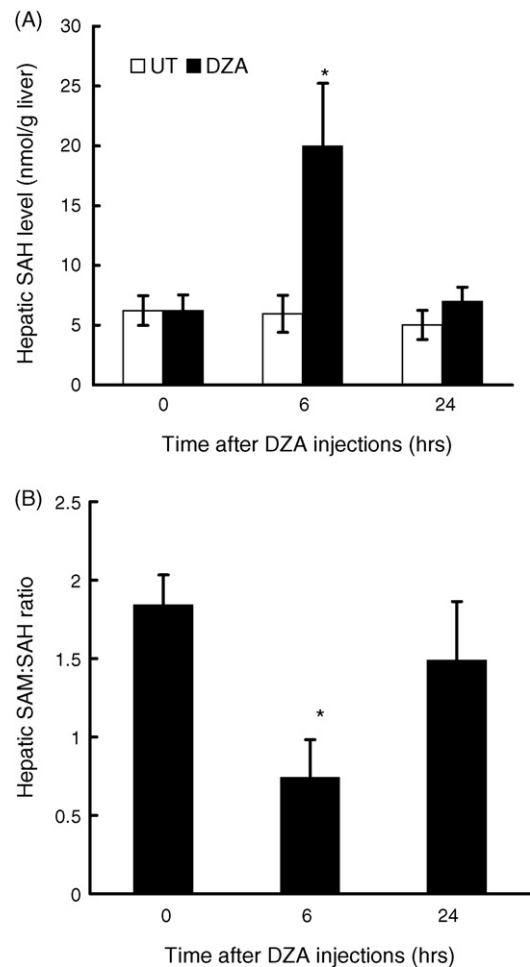 (A)
UT DZA
Hepatic SAH level (nmol/g liver)
30
25
20
15
10
5
0
*
0 6 24
Time after DZA injections (hrs)
(B)
Hepatic SAM:SAH ratio
2.5
2
1.5
1
0.5
0
*
0 6 24
Time after DZA injections (hrs)